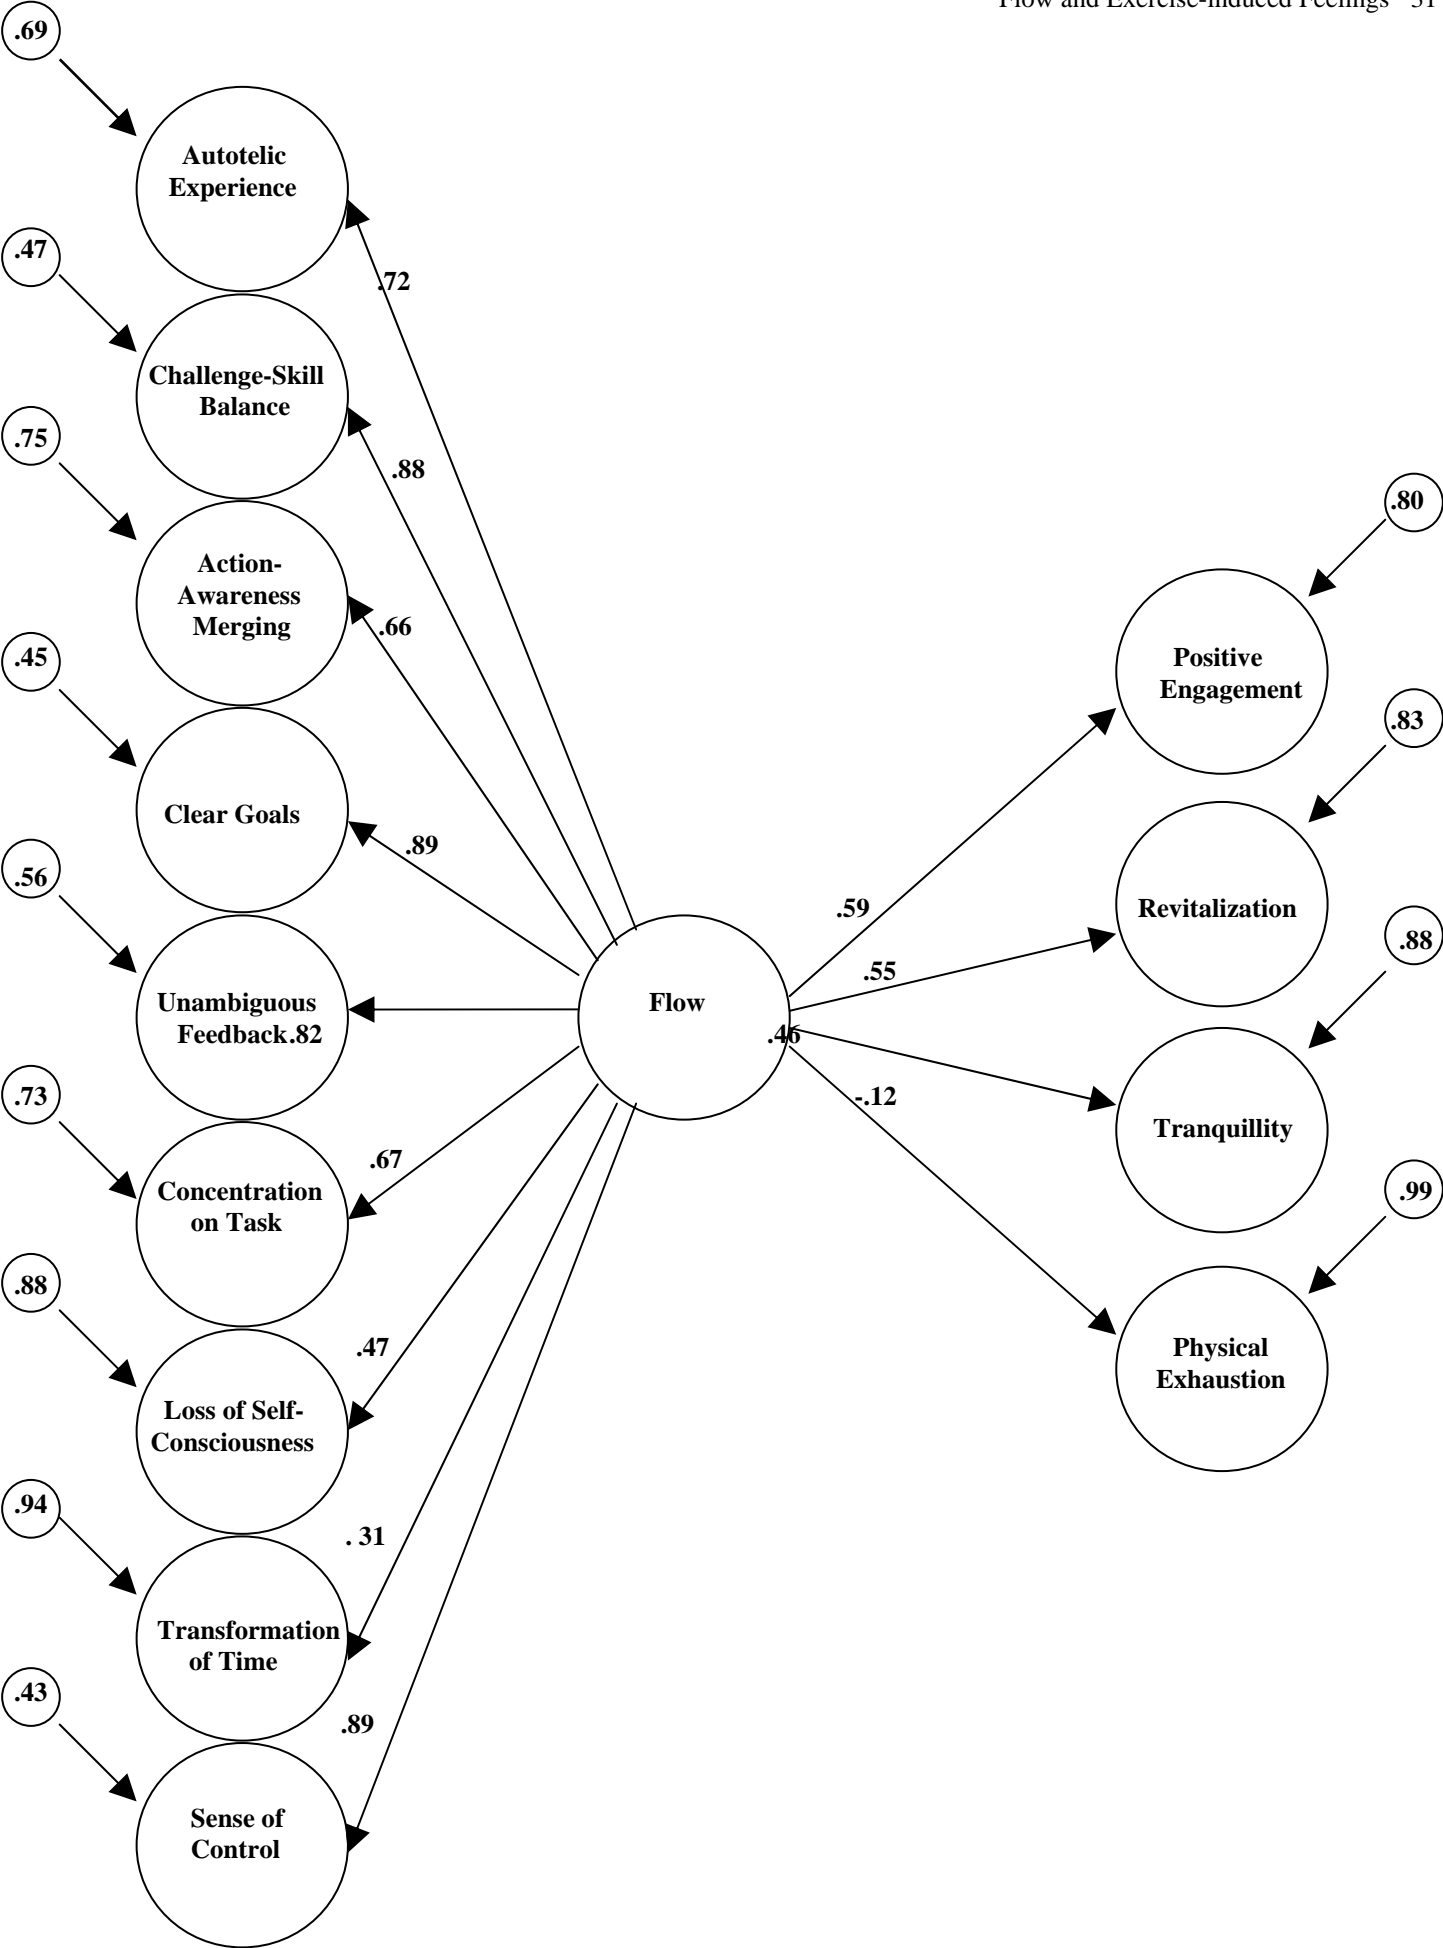 Flow and Exercise-induced Feelings 31
.69
Autotelic
Experience
.47
.72
Challenge-Skill
Balance
.75
.88
Action-
Awareness
Merging
.66
.45
Clear Goals
.89
.56
Unambiguous
Feedback.82
.73
Concentration
on Task
.67
.88
Loss of Self-
Consciousness
.47
.94
. 31
Transformation
of Time
.43
.89
Sense of
Control
Flow
.59
.55
.46
-.12
.80
Positive
Engagement
.83
Revitalization
.88
Tranquillity
.99
Physical
Exhaustion